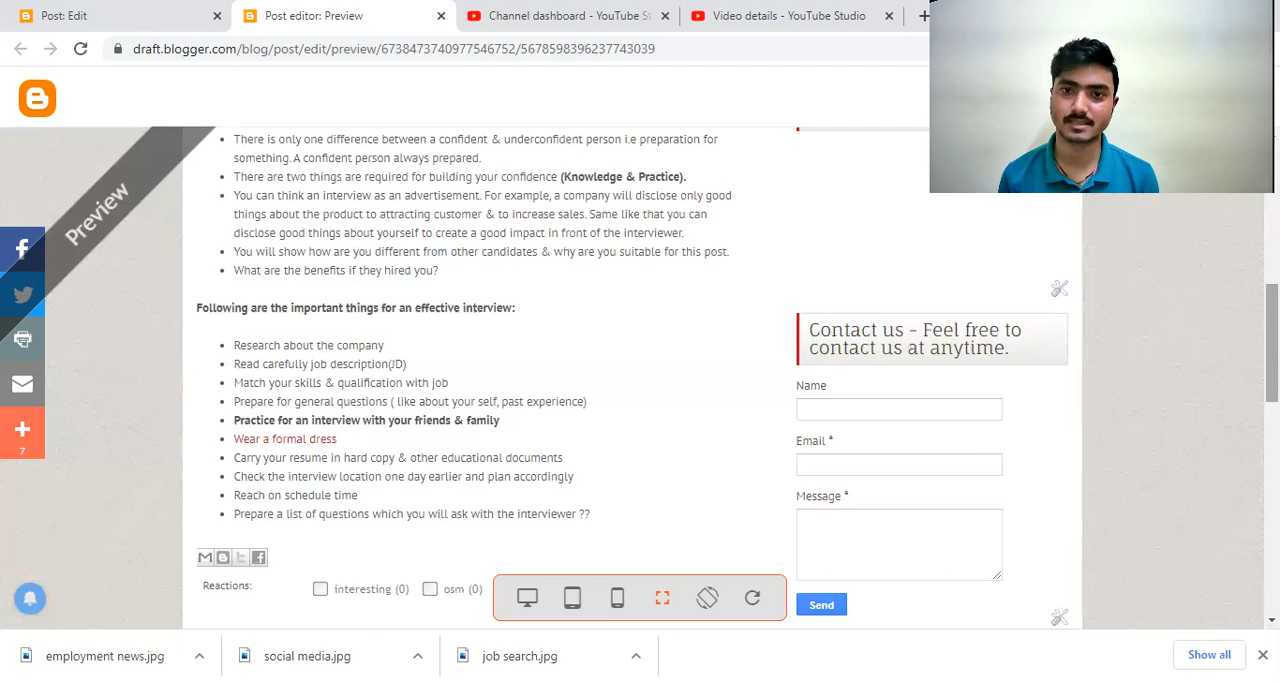 Post: Edit
Post editor: Preview
Channel dashboard - YouTube St
Video details - YouTube Studio
draft.blogger.com/blog/post/edit/preview/6738473740977546752/5678598396237743039
Preview
There is only one difference between a confident & underconfident person i.e preparation for
something. A confident person always prepared.
There are two things are required for building your confidence (Knowledge & Practice).
You can think an interview as an advertisement. For example, a company will disclose only good
things about the product to attracting customer & to increase sales. Same like that you can
disclose good things about yourself to create a good impact in front of the interviewer.
You will show how are you different from other candidates & why are you suitable for this post.
What are the benefits if they hired you?
Following are the important things for an effective interview:
Research about the company
Read carefully job description(JD)
Match your skills & qualification with job
Prepare for general questions ( like about your self, past experience)
Practice for an interview with your friends & family
Wear a formal dress
Carry your resume in hard copy & other educational documents
Check the interview location one day earlier and plan accordingly
Reach on schedule time
Prepare a list of questions which you will ask with the interviewer ??
7
Reactions:
interesting (0)
osm (0)
Contact us - Feel free to
contact us at anytime.
Name
Email *
Message *
Send
employment news.jpg
social media.jpg
job search.jpg
Show all